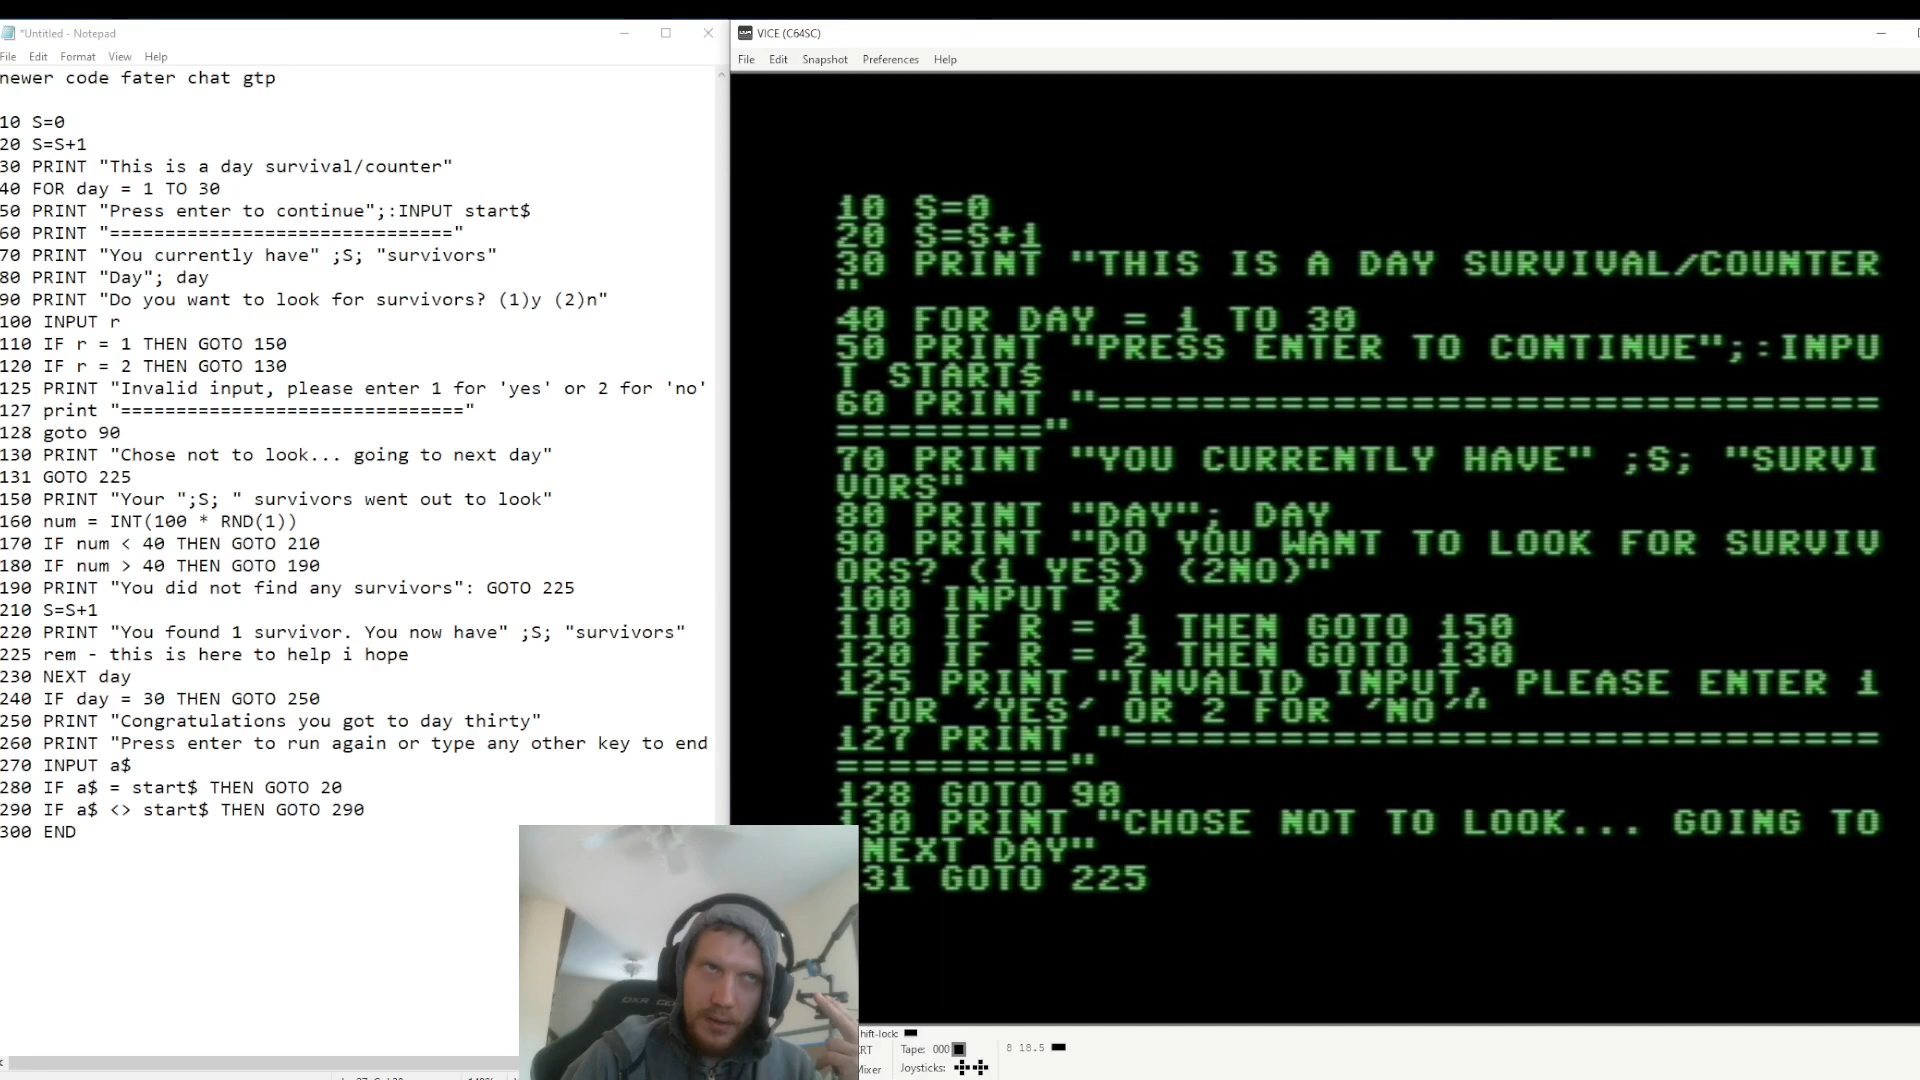 *Untitled - Notepad
File Edit Format View Help
newer code fater chat gtp
10 S=0
20 S=S+1
30 PRINT "This is a day survival/counter"
40 FOR day = 1 TO 30
50 PRINT "Press enter to continue";:INPUT start$
60 PRINT "==============================="
70 PRINT "You currently have" ;S; "survivors"
80 PRINT "Day"; day
90 PRINT "Do you want to look for survivors? (1)y (2)n"
100 INPUT r
110 IF r = 1 THEN GOTO 150
120 IF r = 2 THEN GOTO 130
125 PRINT "Invalid input, please enter 1 for 'yes' or 2 for 'no'
127 print "==============================="
128 goto 90
130 PRINT "Chose not to look... going to next day"
131 GOTO 225
150 PRINT "Your ";S; " survivors went out to look"
160 num = INT(100 * RND(1))
170 IF num < 40 THEN GOTO 210
180 IF num > 40 THEN GOTO 190
190 PRINT "You did not find any survivors": GOTO 225
210 S=S+1
220 PRINT "You found 1 survivor. You now have" ;S; "survivors"
225 rem - this is here to help i hope
230 NEXT day
240 IF day = 30 THEN GOTO 250
250 PRINT "Congratulations you got to day thirty"
260 PRINT "Press enter to run again or type any other key to end
270 INPUT a$
280 IF a$ = start$ THEN GOTO 20
290 IF a$ <> start$ THEN GOTO 290
300 END
VICE (C64SC)
File Edit Snapshot Preferences Help
10 S=0
20 S=S+1
30 PRINT "THIS IS A DAY SURVIVAL/COUNTER
"
40 FOR DAY = 1 TO 30
50 PRINT "PRESS ENTER TO CONTINUE";:INPU
T START$
60 PRINT "==============================
========"
70 PRINT "YOU CURRENTLY HAVE" ;S; "SURVI
VORS"
80 PRINT "DAY"; DAY
90 PRINT "DO YOU WANT TO LOOK FOR SURVIV
ORS? (1 YES) (2NO)"
100 INPUT R
110 IF R = 1 THEN GOTO 150
120 IF R = 2 THEN GOTO 130
125 PRINT "INVALID INPUT, PLEASE ENTER 1
FOR 'YES' OR 2 FOR 'NO'"
127 PRINT "=============================
========="
128 GOTO 90
130 PRINT "CHOSE NOT TO LOOK... GOING TO
NEXT DAY"
31 GOTO 225
hift-lock:
RT Tape: 000 8 18.5
Mixer Joysticks: